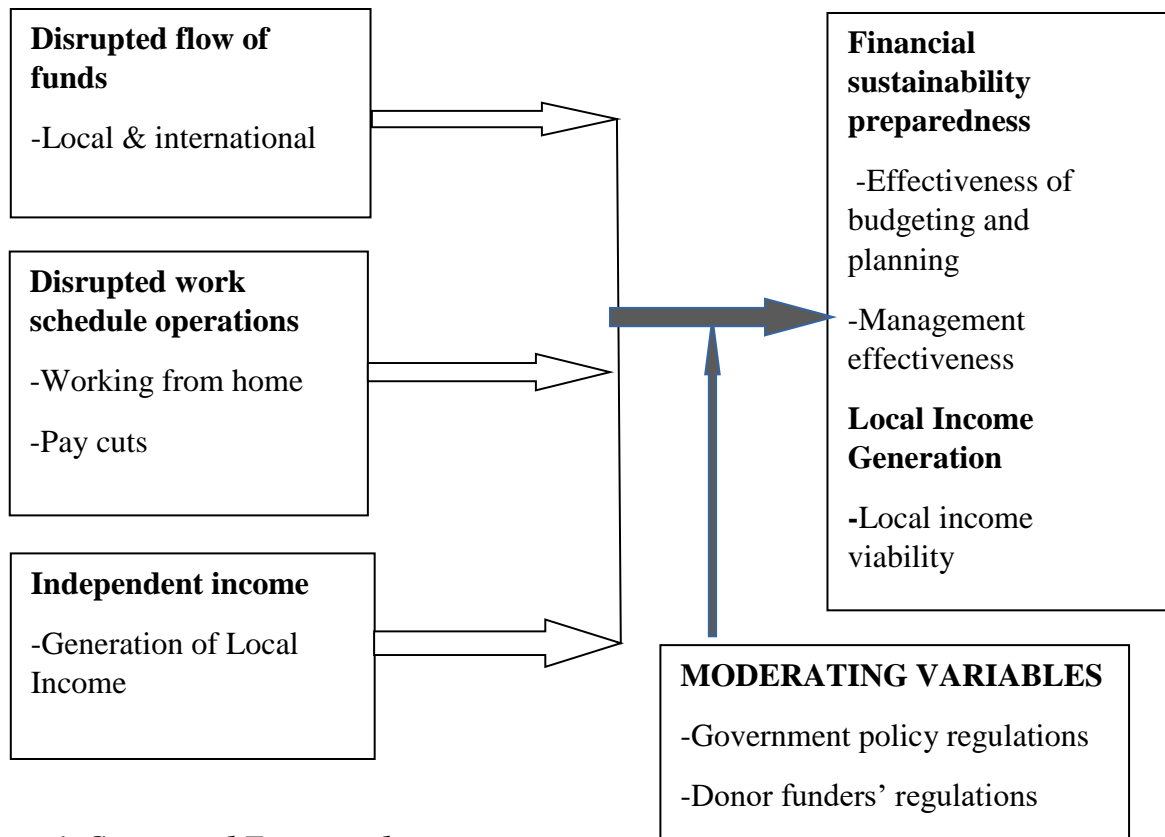 Disrupted flow of
funds
-Local & international
Disrupted work
schedule operations
-Working from home
-Pay cuts
Independent income
-Generation of Local
Income
Financial
sustainability
preparedness
-Effectiveness of
budgeting and
planning
-Management
effectiveness
Local Income
Generation
-Local income
viability
MODERATING VARIABLES
-Government policy regulations
-Donor funders’ regulations